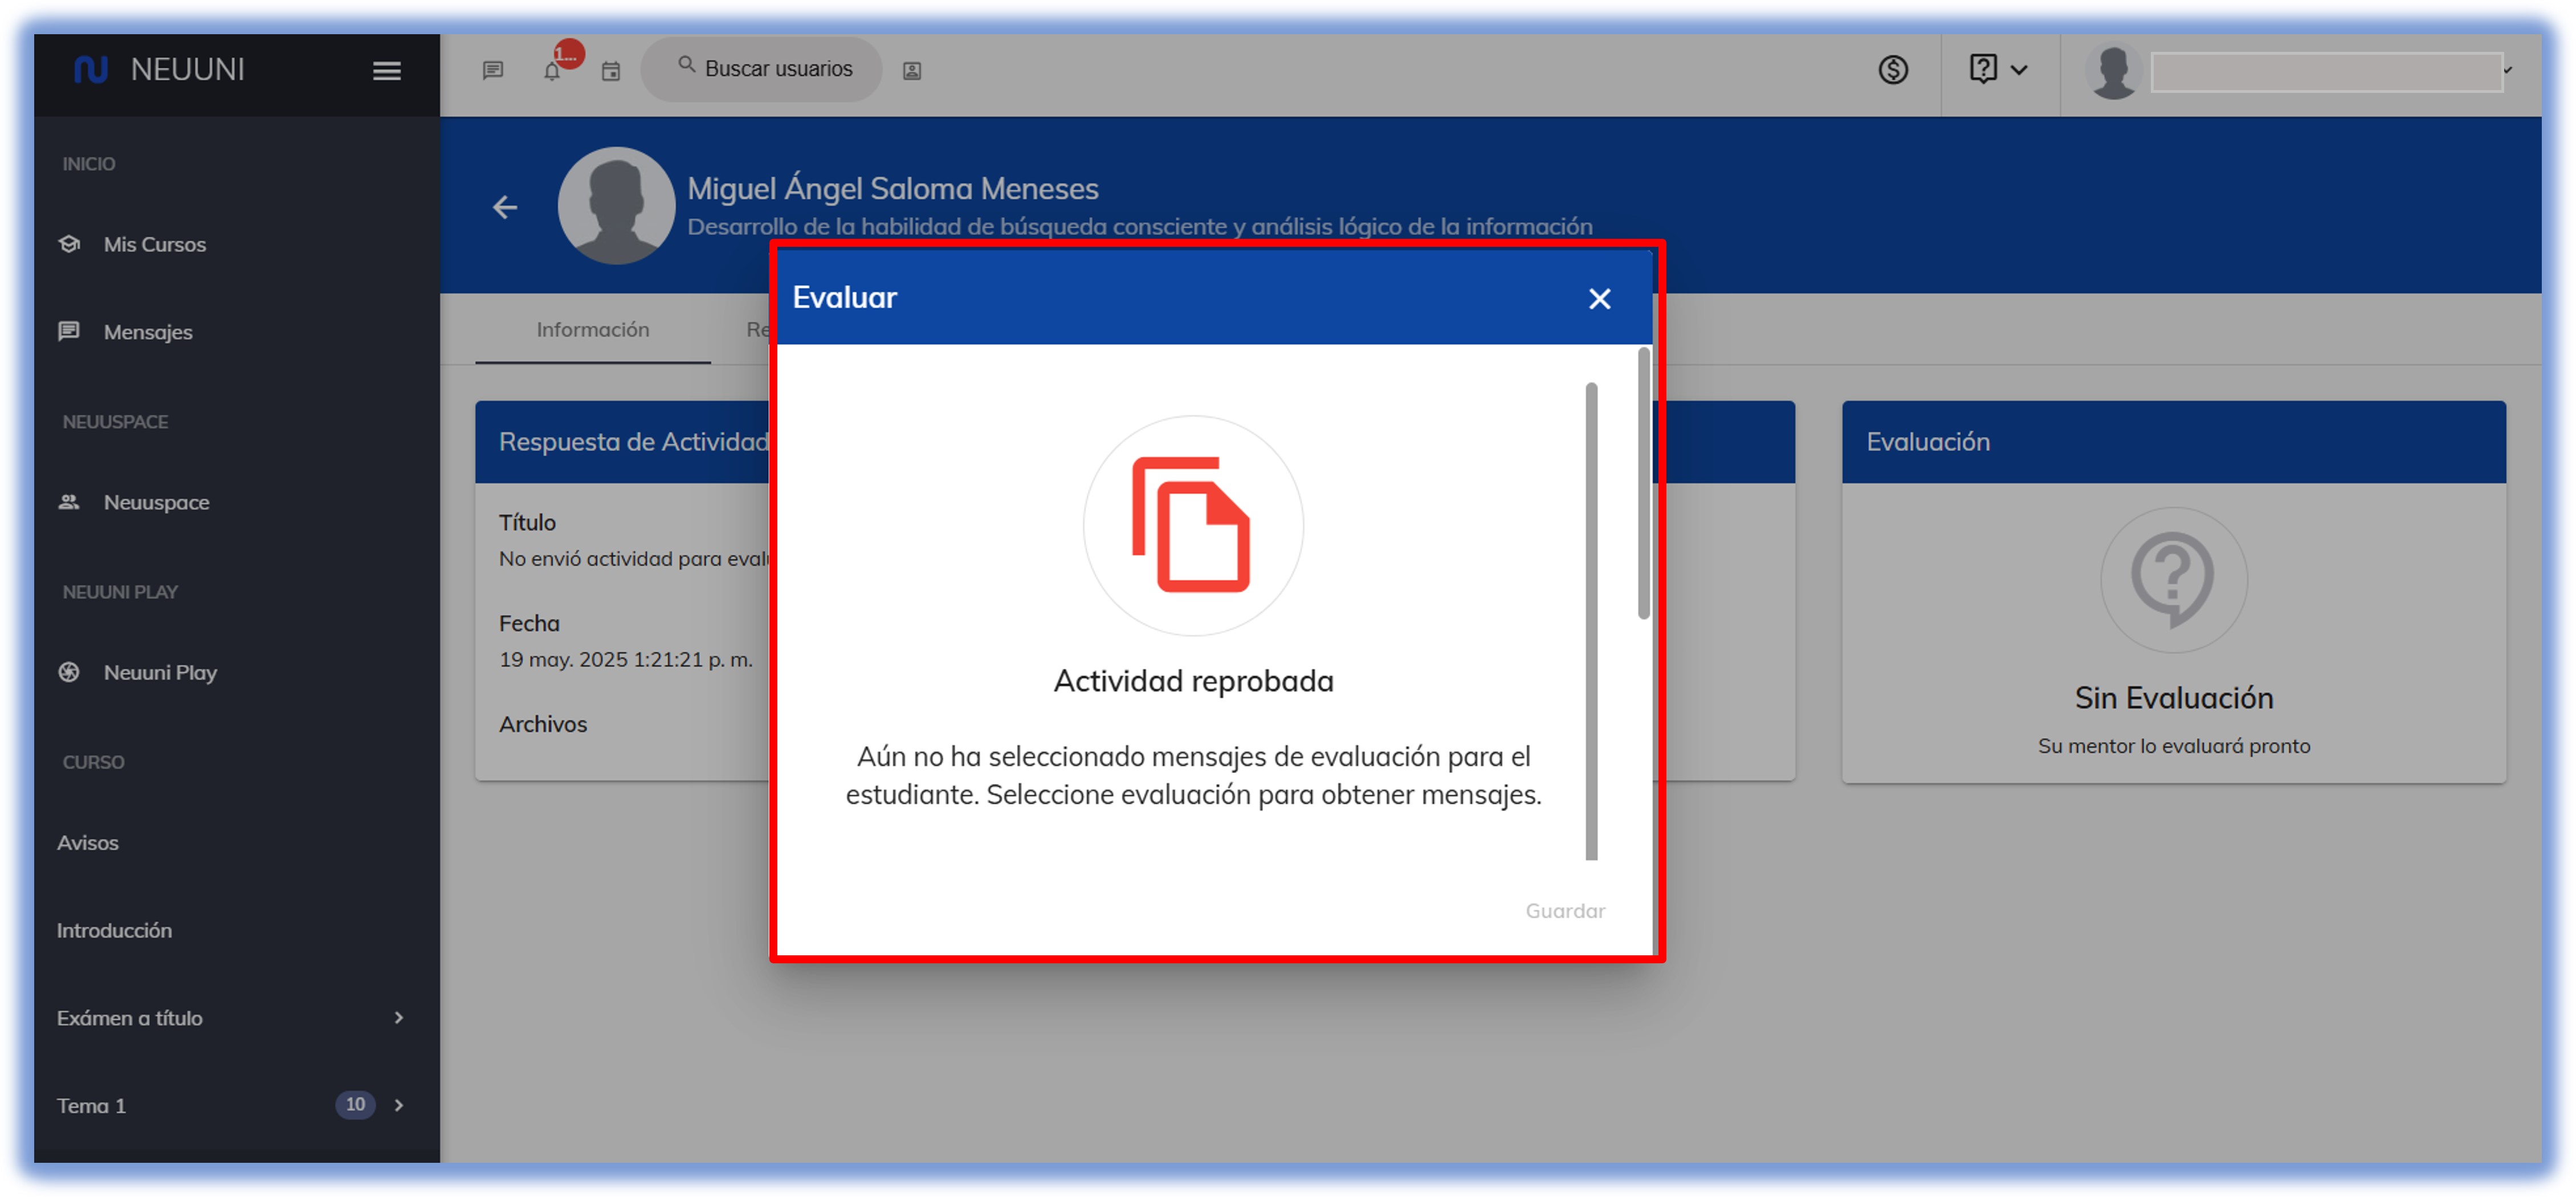 NEUUNI
1...
Buscar usuarios
INICIO
Mis Cursos
Mensajes
NEUUSPACE
Neuuspace
NEUUNI PLAY
Neuuni Play
CURSO
Avisos
Introducción
Exámen a título
Tema 1
10
Miguel Ángel Saloma Meneses
Desarrollo de la habilidad de búsqueda consciente y análisis lógico de la información
Información
Re
Respuesta de Actividad
Título
No envió actividad para eval
Fecha
19 may. 2025 1:21:21 p. m.
Archivos
Evaluar
Actividad reprobada
Aún no ha seleccionado mensajes de evaluación para el
estudiante. Seleccione evaluación para obtener mensajes.
Guardar
Evaluación
Sin Evaluación
Su mentor lo evaluará pronto